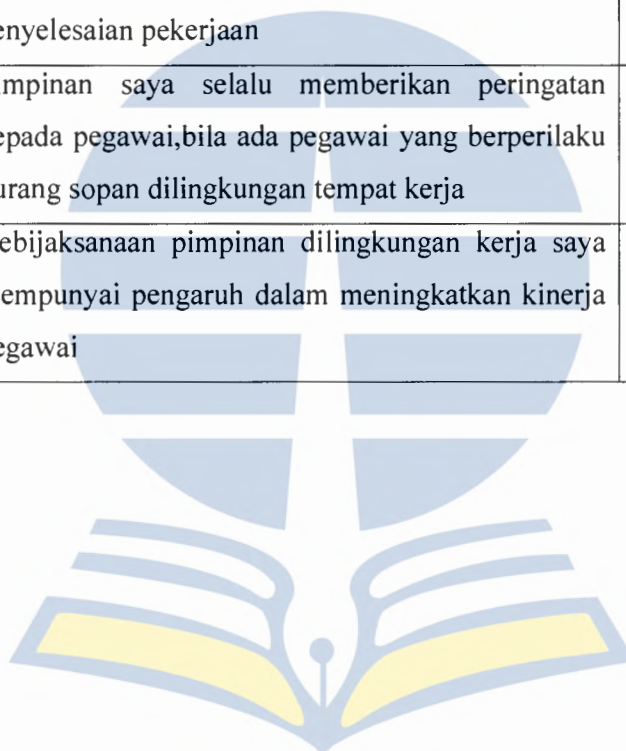 enyelesaian pekerjaan
impinan saya selalu memberikan peringatan
epada pegawai,bila ada pegawai yang berperilaku
urang sopan dilingkungan tempat kerja
ebijaksanaan pimpinan dilingkungan kerja saya
empunyai pengaruh dalam meningkatkan kinerja
egawai